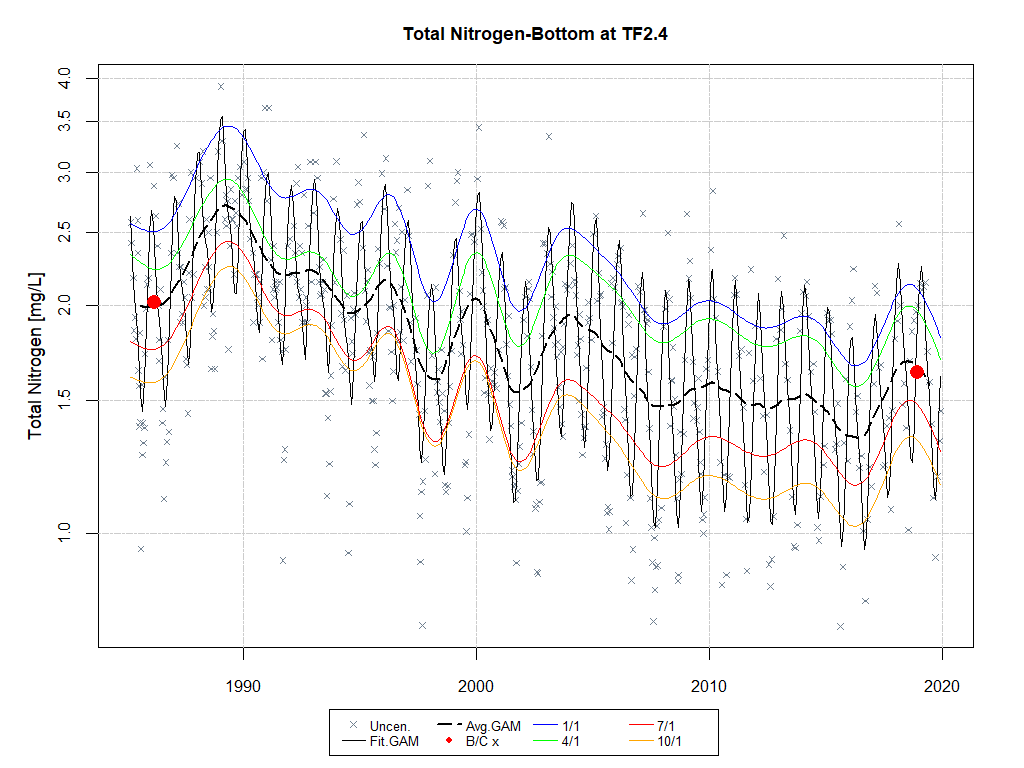 Total Nitrogen-Bottom at TF2.4
Total Nitrogen [mg/L]
4.0
3.5
3.0
2.5
2.0
1.5
1.0
1990 2000 2010 2020
Uncen. Avg.GAM 1/1 7/1
Fit.GAM B/C x 4/1 10/1